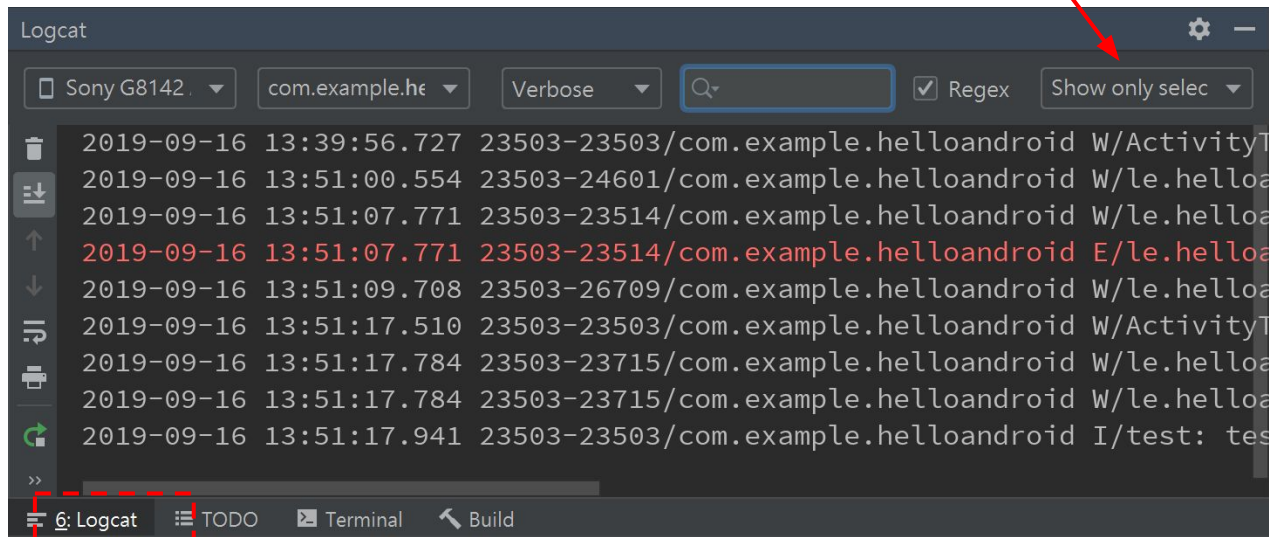 Logcat
Sony G8142 com.example.he Verbose Regex Show only selec
2019-09-16 13:39:56.727 23503-23503/com.example.helloandroid W/ActivityT
2019-09-16 13:51:00.554 23503-24601/com.example.helloandroid W/le.helloa
2019-09-16 13:51:07.771 23503-23514/com.example.helloandroid W/le.helloa
2019-09-16 13:51:07.771 23503-23514/com.example.helloandroid E/le.helloa
2019-09-16 13:51:09.708 23503-26709/com.example.helloandroid W/le.helloa
2019-09-16 13:51:17.510 23503-23503/com.example.helloandroid W/ActivityT
2019-09-16 13:51:17.784 23503-23715/com.example.helloandroid W/le.helloa
2019-09-16 13:51:17.784 23503-23715/com.example.helloandroid W/le.helloa
2019-09-16 13:51:17.941 23503-23503/com.example.helloandroid I/test: tes
6: Logcat TODO Terminal Build